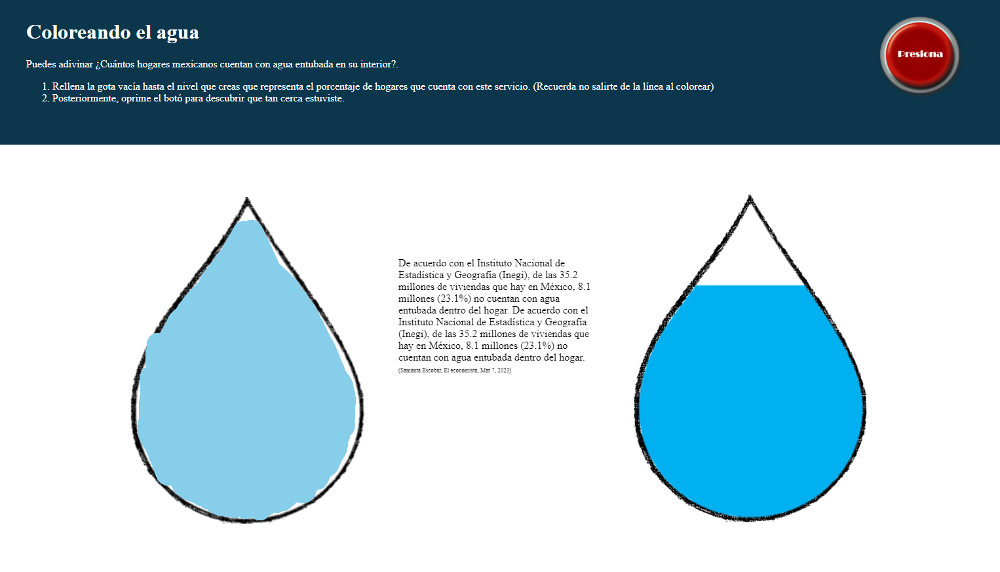 Coloreando el agua
Presiona
Puedes adivinar ¿Cuántos hogares mexicanos cuentan con agua entubada en su interior?.
1. Rellena la gota vacía hasta el nivel que creas que representa el porcentaje de hogares que cuenta con este servicio. (Recuerda no salirte de la línea al colorear)
2. Posteriormente, oprime el botó para descubrir que tan cerca estuviste.
De acuerdo con el Instituto Nacional de
Estadística y Geografía (Inegi), de las 35.2
millones de viviendas que hay en México, 8.1
millones (23.1%) no cuentan con agua
entubada dentro del hogar. De acuerdo con el
Instituto Nacional de Estadística y Geografía
(Inegi), de las 35.2 millones de viviendas que
hay en México, 8.1 millones (23.1%) no
cuentan con agua entubada dentro del hogar.
(Samanta Escobar, El economista, Mar 7, 2023)